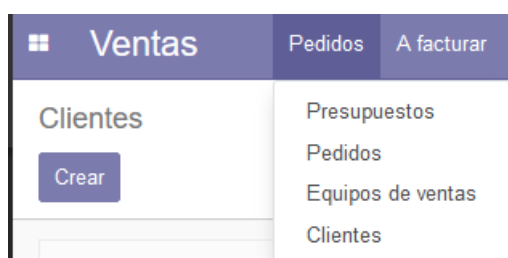 Ventas Pedidos A facturar
Clientes
Crear
Presupuestos
Pedidos
Equipos de ventas
Clientes